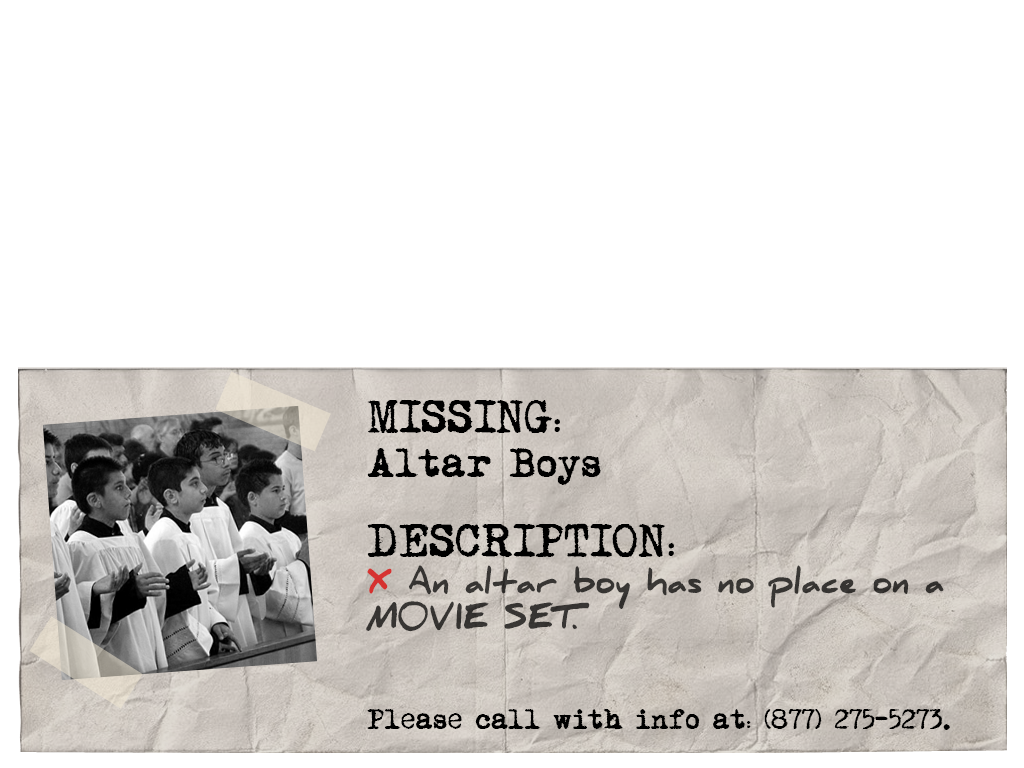 MISSING:
Altar Boys
DESCRIPTION:
✗ An altar boy has no place on a
MOVIE SET.
Please call with info at: (877) 275-5273.